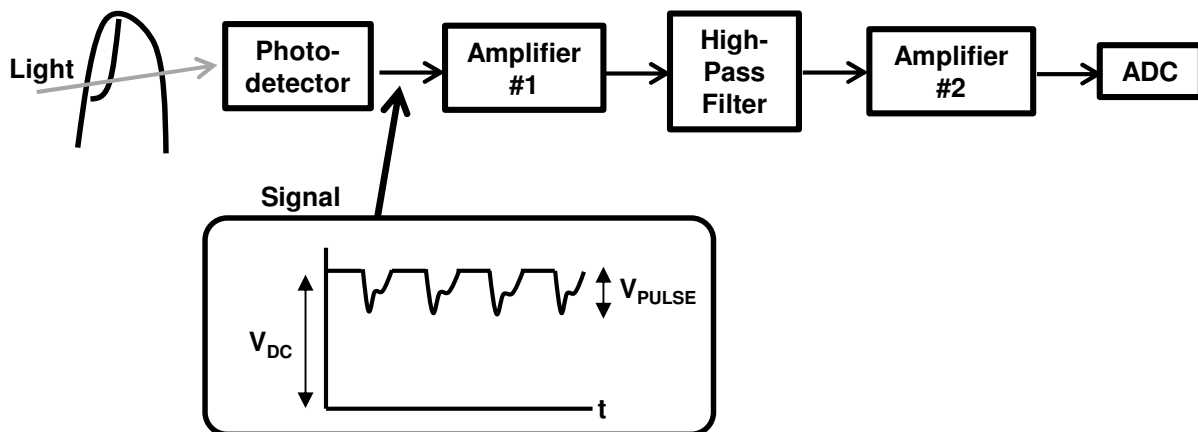 Light
Photo-
detector
Amplifier
#1
High-
Pass
Filter
Amplifier
#2
ADC
Signal
V_DC
V_PULSE
t